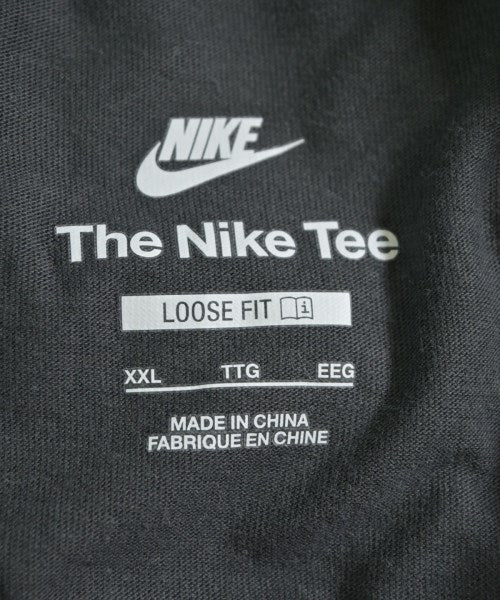 NIKE
The Nike Tee
LOOSE FIT i
XXL TTG EEG
MADE IN CHINA
FABRIQUE EN CHINE